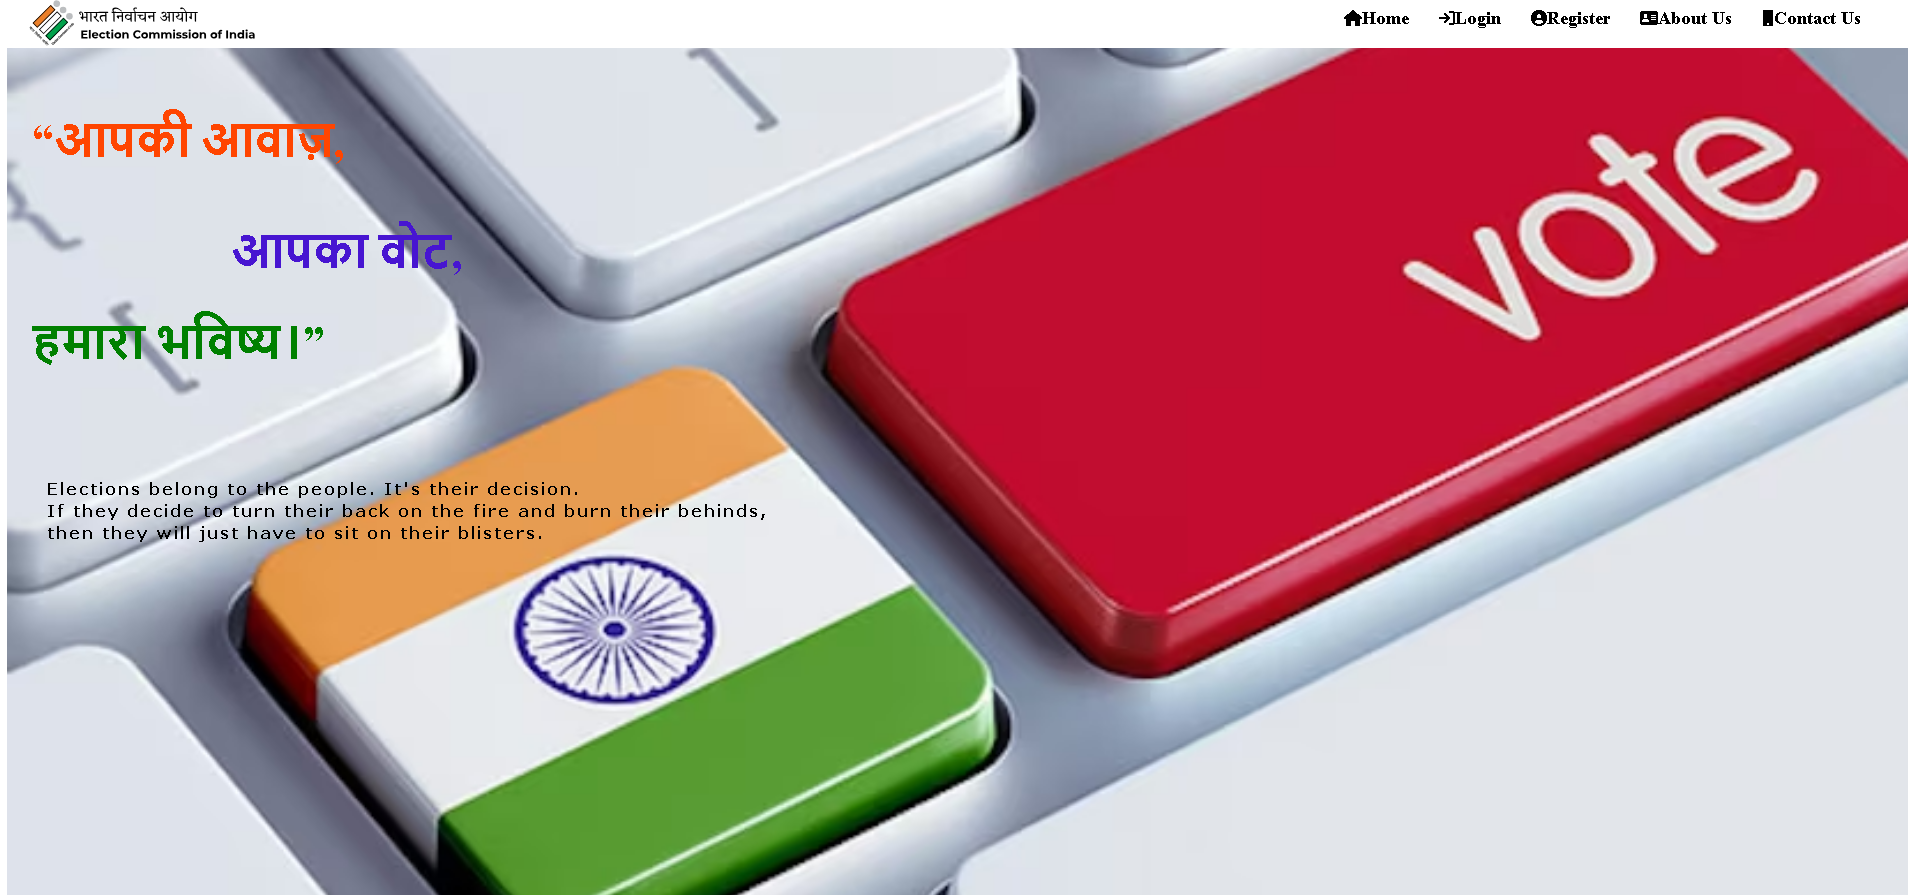 भारत निर्वाचन आयोग
Election Commission of India
Home Login Register About Us Contact Us
“आपकी आवाज़,
आपका वोट,
हमारा भविष्य।”
vote
Elections belong to the people. It's their decision.
If they decide to turn their back on the fire and burn their behinds,
then they will just have to sit on their blisters.